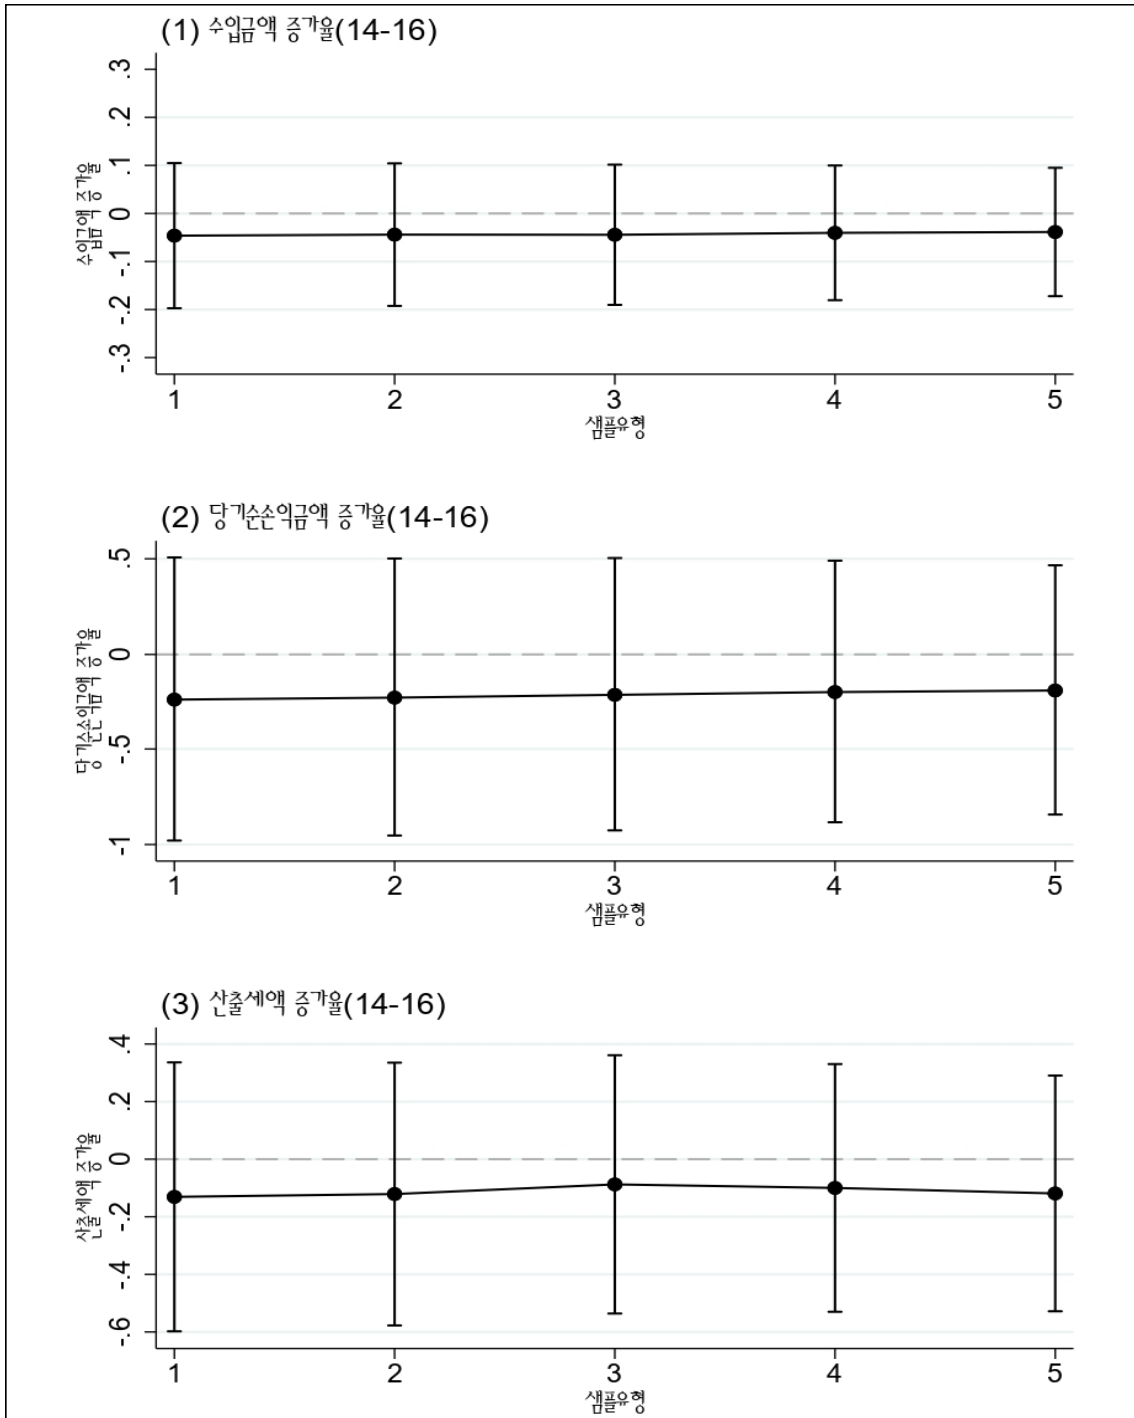 (1) 수입금액 증가율(14-16)
수입금액 증가율
.3
.2
.1
0
-.1
-.2
-.3
1 2 3 4 5
샘플유형
(2) 당기순손익금액 증가율(14-16)
당기순손익금액 증가율
.5
0
-.5
-1
1 2 3 4 5
샘플유형
(3) 산출세액 증가율(14-16)
산출세액 증가율
.4
.2
0
-.2
-.4
-.6
1 2 3 4 5
샘플유형